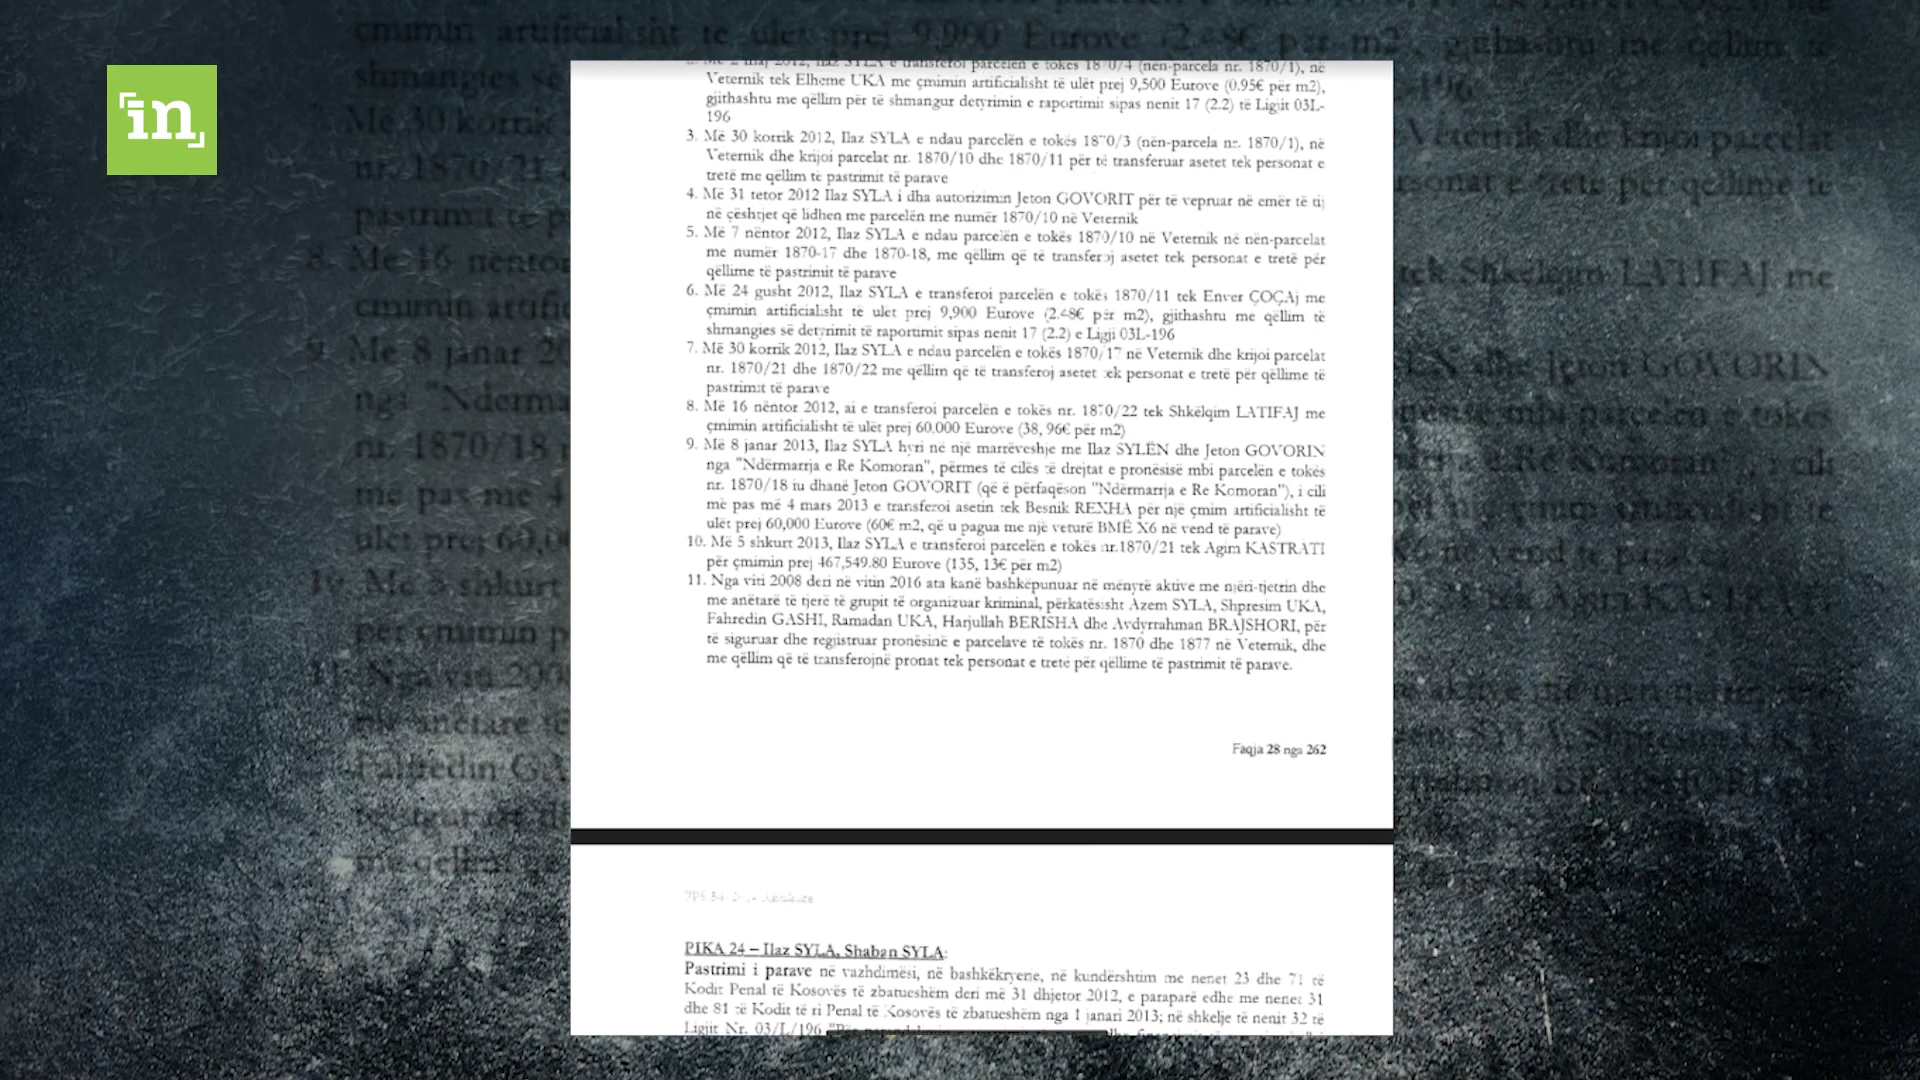 in
2. Më 2 maj 2012, Ilaz SYLA e transferoi parcelën e tokës 1870/4 (nën-parcela nr. 1870/1), në
Veternik tek Elheme UKA me çmimin artificialisht të ulët prej 9,500 Eurove (0.95€ për m2),
gjithashtu me qëllim për të shmangur detyrimin e raportimit sipas nenit 17 (2.2) të Ligjit 03L-
196
3. Më 30 korrik 2012, Ilaz SYLA e ndau parcelën e tokës 1870/3 (nën-parcela nr. 1870/1), në
Veternik dhe krijoi parcelat nr. 1870/10 dhe 1870/11 për të transferuar asetet tek personat e
tretë me qëllim të pastrimit të parave
4. Më 31 tetor 2012 Ilaz SYLA i dha autorizimin Jeton GOVORIT për të vepruar në emër të tij
në çështjet që lidhen me parcelën me numër 1870/10 në Veternik
5. Më 7 nëntor 2012, Ilaz SYLA e ndau parcelën e tokës 1870/10 në Veternik në nën-parcelat
me numër 1870-17 dhe 1870-18, me qëllim që të transferoj asetet tek personat e tretë për
qëllime të pastrimit të parave
6. Më 24 gusht 2012, Ilaz SYLA e transferoi parcelën e tokës 1870/11 tek Enver ÇOÇAj me
çmimin artificialisht të ulët prej 9,900 Eurove (2.48€ për m2), gjithashtu me qëllim të
shmangies së detyrimit të raportimit sipas nenit 17 (2.2) e Ligji 03L-196
7. Më 30 korrik 2012, Ilaz SYLA e ndau parcelën e tokës 1870/17 në Veternik dhe krijoi parcelat
nr. 1870/21 dhe 1870/22 me qëllim që të transferoj asetet tek personat e tretë për qëllime të
pastrimit të parave
8. Më 16 nëntor 2012, ai e transferoi parcelën e tokës nr. 1870/22 tek Shkëlqim LATIFAJ me
çmimin artificialisht të ulët prej 60,000 Eurove (38, 96€ për m2)
9. Më 8 janar 2013, Ilaz SYLA hyri në një marrëveshje me Ilaz SYLËN dhe Jeton GOVORIN
nga "Ndërmarrja e Re Komoran", përmes të cilës të drejtat e pronësisë mbi parcelën e tokës
nr. 1870/18 iu dhanë Jeton GOVORIT (që ë përfaqëson "Ndërmarrja e Re Komoran"), i cili
më pas më 4 mars 2013 e transferoi asetin tek Besnik REXHA për një çmim artificialisht të
ulët prej 60,000 Eurove (60€ m2, që u pagua me një veturë BMË X6 në vend të parave)
10. Më 5 shkurt 2013, Ilaz SYLA e transferoi parcelën e tokës nr.1870/21 tek Agim KASTRATI
për çmimin prej 467,549.80 Eurove (135, 13€ për m2)
11. Nga viti 2008 deri në vitin 2016 ata kanë bashkëpunuar në mënyrë aktive me njëri-tjetrin dhe
me anëtarë të tjerë të grupit të organizuar kriminal, përkatësisht Azem SYLA, Shpresim UKA,
Fahredin GASHI, Ramadan UKA, Harjullah BERISHA dhe Avdyrrahman BRAJSHORI, për
të siguruar dhe regjistruar pronësinë e parcelave të tokës nr. 1870 dhe 1877 në Veternik, dhe
me qëllim që të transferojnë pronat tek personat e tretë për qëllime të pastrimit të parave.
Faqja 28 nga 262
PIKA 24 – Ilaz SYLA, Shaban SYLA:
Pastrimi i parave në vazhdimësi, në bashkëkryerje, në kundërshtim me nenet 23 dhe 71 të
Kodit Penal të Kosovës të zbatueshëm deri më 31 dhjetor 2012, e paraparë edhe me nenet 31
dhe 81 të Kodit të ri Penal të Kosovës të zbatueshëm nga 1 janari 2013; në shkelje të nenit 32 të
Ligjit Nr. 03/L/196